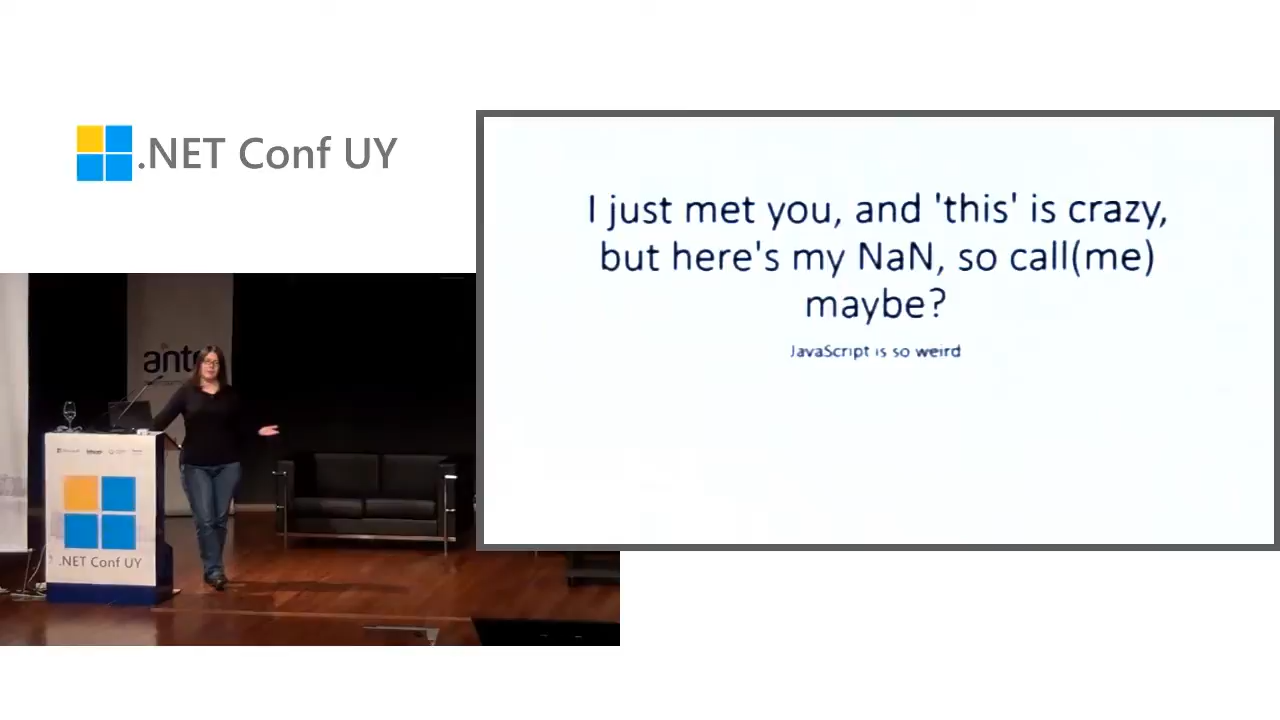 .NET Conf UY
I just met you, and 'this' is crazy,
but here's my NaN, so call(me)
maybe?
JavaScript is so weird
.NET Conf UY